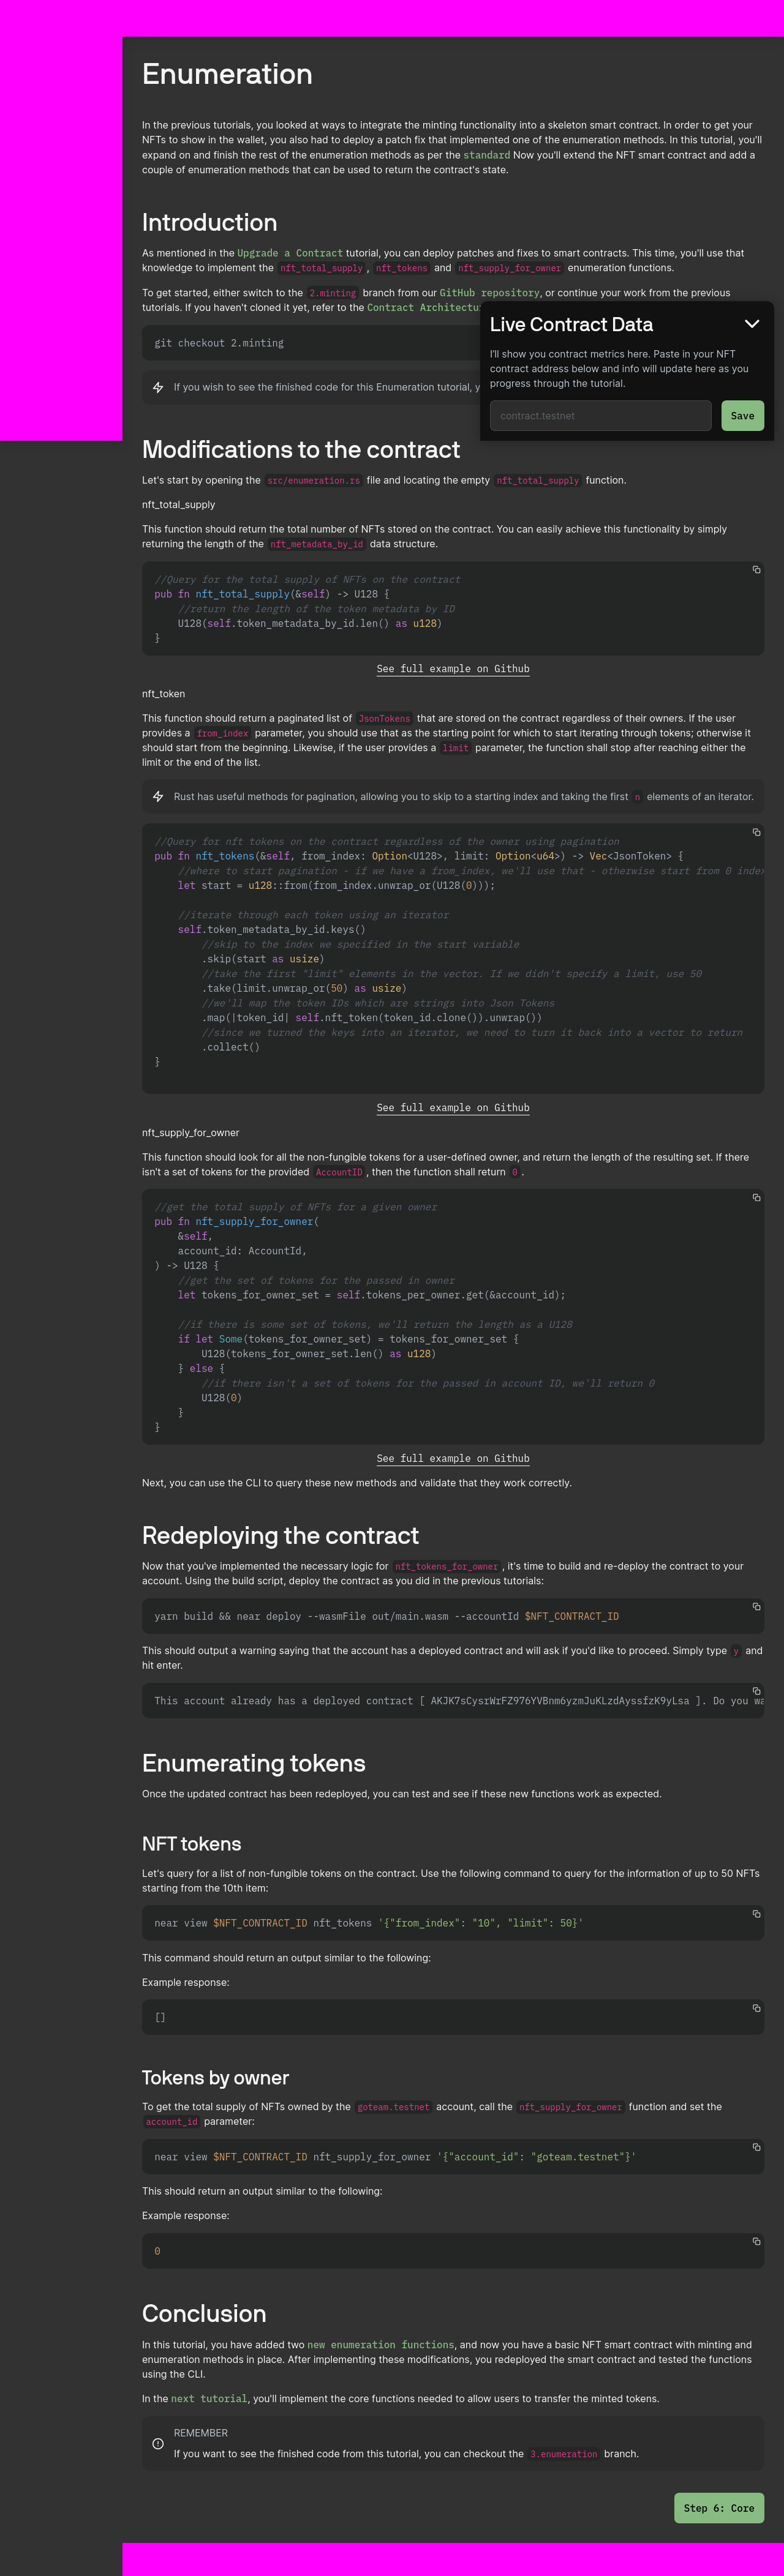 Enumeration
In the previous tutorials, you looked at ways to integrate the minting functionality into a skeleton smart contract. In order to get your
NFTs to show in the wallet, you also had to deploy a patch fix that implemented one of the enumeration methods. In this tutorial, you'll
expand on and finish the rest of the enumeration methods as per the standard Now you'll extend the NFT smart contract and add a
couple of enumeration methods that can be used to return the contract's state.
Introduction
As mentioned in the Upgrade a Contract tutorial, you can deploy patches and fixes to smart contracts. This time, you'll use that
knowledge to implement the nft_total_supply , nft_tokens and nft_supply_for_owner enumeration functions.
To get started, either switch to the 2.minting branch from our GitHub repository, or continue your work from the previous
tutorials. If you haven't cloned it yet, refer to the Contract
git checkout 2.minting
If you wish to see the finished code for this Enumeration tutorial,
Live Contract Data
I'll show you contract metrics here. Paste in your NFT
contract address below and info will update here as you
progress through the tutorial.
contract.testnet
Save
Modifications to the contract
Let's start by opening the src/enumeration.rs file and locating the empty nft_total_supply function.
nft_total_supply
This function should return the total number of NFTs stored on the contract. You can easily achieve this functionality by simply
returning the length of the nft_metadata_by_id data structure.
//Query for the total supply of NFTs on the contract
pub fn nft_total_supply(&self) -> U128 {
    //return the length of the token metadata by ID
    U128(self.token_metadata_by_id.len() as u128)
}
See full example on Github
nft_token
This function should return a paginated list of JsonTokens that are stored on the contract regardless of their owners. If the user
provides a from_index parameter, you should use that as the starting point for which to start iterating through tokens; otherwise it
should start from the beginning. Likewise, if the user provides a limit parameter, the function shall stop after reaching either the
limit or the end of the list.
Rust has useful methods for pagination, allowing you to skip to a starting index and taking the first n elements of an iterator.
//Query for nft tokens on the contract regardless of the owner using pagination
pub fn nft_tokens(&self, from_index: Option<U128>, limit: Option<u64>) -> Vec<JsonToken> {
    //where to start pagination - if we have a from_index, we'll use that - otherwise start from 0 index
    let start = u128::from(from_index.unwrap_or(U128(0)));
    //iterate through each token using an iterator
    self.token_metadata_by_id.keys()
        //skip to the index we specified in the start variable
        .skip(start as usize)
        //take the first "limit" elements in the vector. If we didn't specify a limit, use 50
        .take(limit.unwrap_or(50) as usize)
        //we'll map the token IDs which are strings into Json Tokens
        .map(|token_id| self.nft_token(token_id.clone()).unwrap())
        //since we turned the keys into an iterator, we need to turn it back into a vector to return
        .collect()
}
See full example on Github
nft_supply_for_owner
This function should look for all the non-fungible tokens for a user-defined owner, and return the length of the resulting set. If there
isn't a set of tokens for the provided AccountID , then the function shall return 0 .
//get the total supply of NFTs for a given owner
pub fn nft_supply_for_owner(
    &self,
    account_id: AccountId,
) -> U128 {
    //get the set of tokens for the passed in owner
    let tokens_for_owner_set = self.tokens_per_owner.get(&account_id);
    //if there is some set of tokens, we'll return the length as a U128
    if let Some(tokens_for_owner_set) = tokens_for_owner_set {
        U128(tokens_for_owner_set.len() as u128)
    } else {
        //if there isn't a set of tokens for the passed in account ID, we'll return 0
        U128(0)
    }
}
See full example on Github
Next, you can use the CLI to query these new methods and validate that they work correctly.
Redeploying the contract
Now that you've implemented the necessary logic for nft_tokens_for_owner , it's time to build and re-deploy the contract to your
account. Using the build script, deploy the contract as you did in the previous tutorials:
yarn build && near deploy --wasmFile out/main.wasm --accountId $NFT_CONTRACT_ID
This should output a warning saying that the account has a deployed contract and will ask if you'd like to proceed. Simply type y and
hit enter.
This account already has a deployed contract [ AKJK7sCysrWrFZ976YVBnm6yzmJuKLzdAyssfzK9yLsa ]. Do you
Enumerating tokens
Once the updated contract has been redeployed, you can test and see if these new functions work as expected.
NFT tokens
Let's query for a list of non-fungible tokens on the contract. Use the following command to query for the information of up to 50 NFTs
starting from the 10th item:
near view $NFT_CONTRACT_ID nft_tokens '{"from_index": "10", "limit": 50}'
This command should return an output similar to the following:
Example response:
[]
Tokens by owner
To get the total supply of NFTs owned by the goteam.testnet account, call the nft_supply_for_owner function and set the
account_id parameter:
near view $NFT_CONTRACT_ID nft_supply_for_owner '{"account_id": "goteam.testnet"}'
This should return an output similar to the following:
Example response:
0
Conclusion
In this tutorial, you have added two new enumeration functions, and now you have a basic NFT smart contract with minting and
enumeration methods in place. After implementing these modifications, you redeployed the smart contract and tested the functions
using the CLI.
In the next tutorial, you'll implement the core functions needed to allow users to transfer the minted tokens.
REMEMBER
If you want to see the finished code from this tutorial, you can checkout the 3.enumeration branch.
Step 6: Core